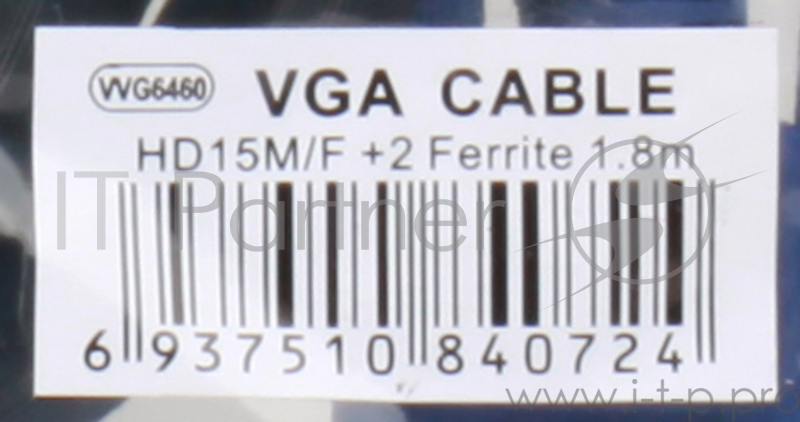 VVG6460 VGA CABLE
HD15M/F +2 Ferrite 1.8m
IT Partner
6 937510 840724
www.i-t-p.pro